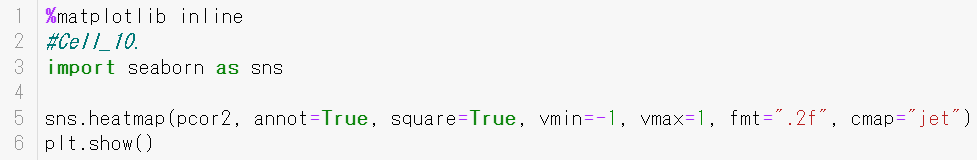 1 %matplotlib inline
2 #Cell_10.
3 import seaborn as sns
4
5 sns.heatmap(pcor2, annot=True, square=True, vmin=-1, vmax=1, fmt=".2f", cmap="jet")
6 plt.show()